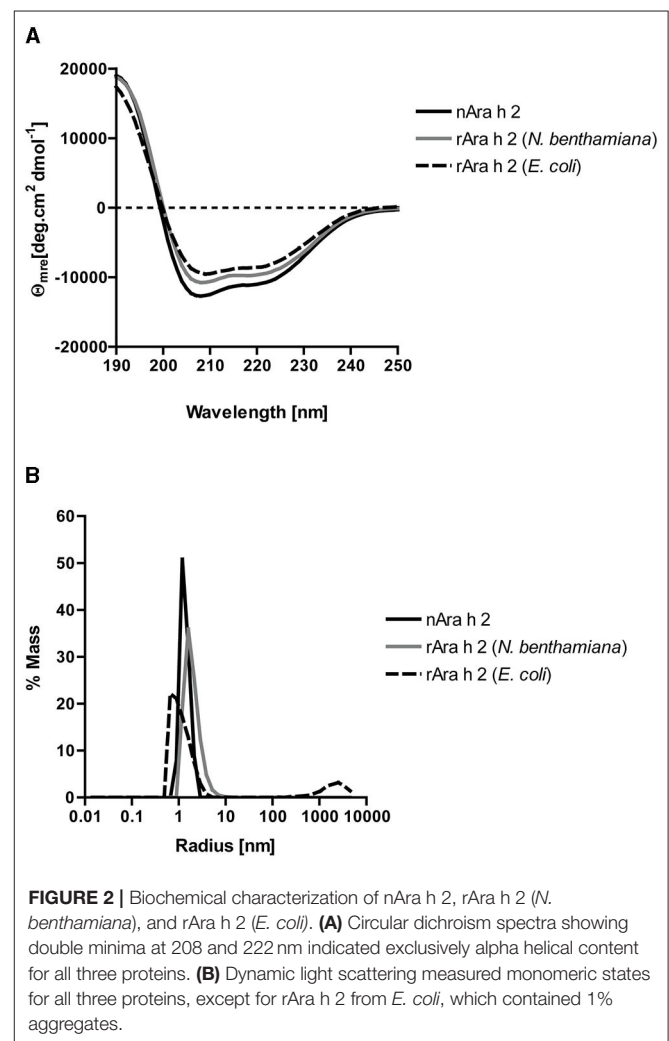 A
20000
10000
0
-10000
-20000
Θmre[deg.cm² dmol⁻¹]
190 200 210 220 230 240 250
Wavelength [nm]
nAra h 2
rAra h 2 (N. benthamiana)
rAra h 2 (E. coli)
B
60
50
40
30
20
10
0
% Mass
0.01 0.1 1 10 100 1000 10000
Radius [nm]
nAra h 2
rAra h 2 (N. benthamiana)
rAra h 2 (E. coli)
FIGURE 2 | Biochemical characterization of nAra h 2, rAra h 2 (N.
benthamiana), and rAra h 2 (E. coli). (A) Circular dichroism spectra showing
double minima at 208 and 222 nm indicated exclusively alpha helical content
for all three proteins. (B) Dynamic light scattering measured monomeric states
for all three proteins, except for rAra h 2 from E. coli, which contained 1%
aggregates.